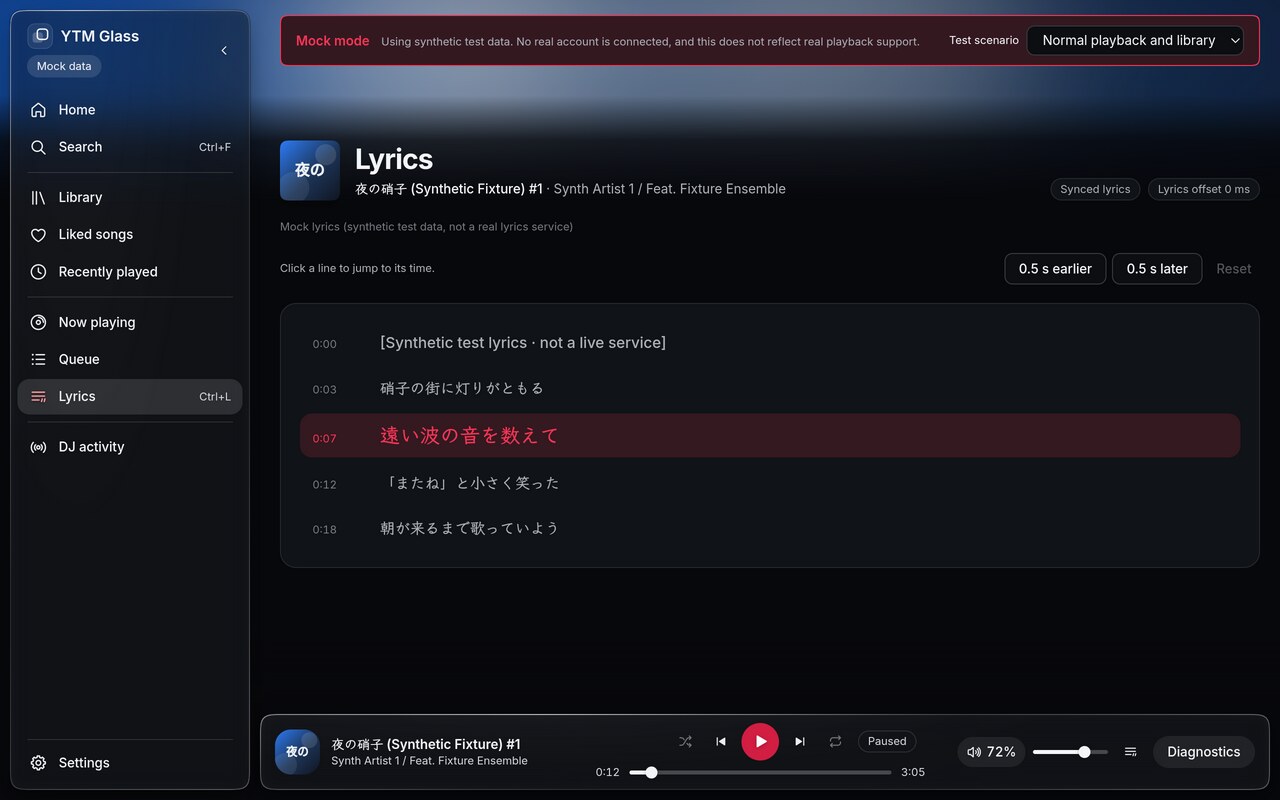 YTM Glass
Mock data
Home
Search Ctrl+F
Library
Liked songs
Recently played
Now playing
Queue
Lyrics Ctrl+L
DJ activity
Settings
Mock mode Using synthetic test data. No real account is connected, and this does not reflect real playback support. Test scenario Normal playback and library
夜の
Lyrics
夜の硝子 (Synthetic Fixture) #1 · Synth Artist 1 / Feat. Fixture Ensemble
Synced lyrics Lyrics offset 0 ms
Mock lyrics (synthetic test data, not a real lyrics service)
Click a line to jump to its time.
0.5 s earlier 0.5 s later Reset
0:00 [Synthetic test lyrics · not a live service]
0:03 硝子の街に灯りがともる
0:07 遠い波の音を数えて
0:12 「またね」と小さく笑った
0:18 朝が来るまで歌っていよう
夜の
夜の硝子 (Synthetic Fixture) #1
Synth Artist 1 / Feat. Fixture Ensemble
Paused
0:12 3:05
72%
Diagnostics